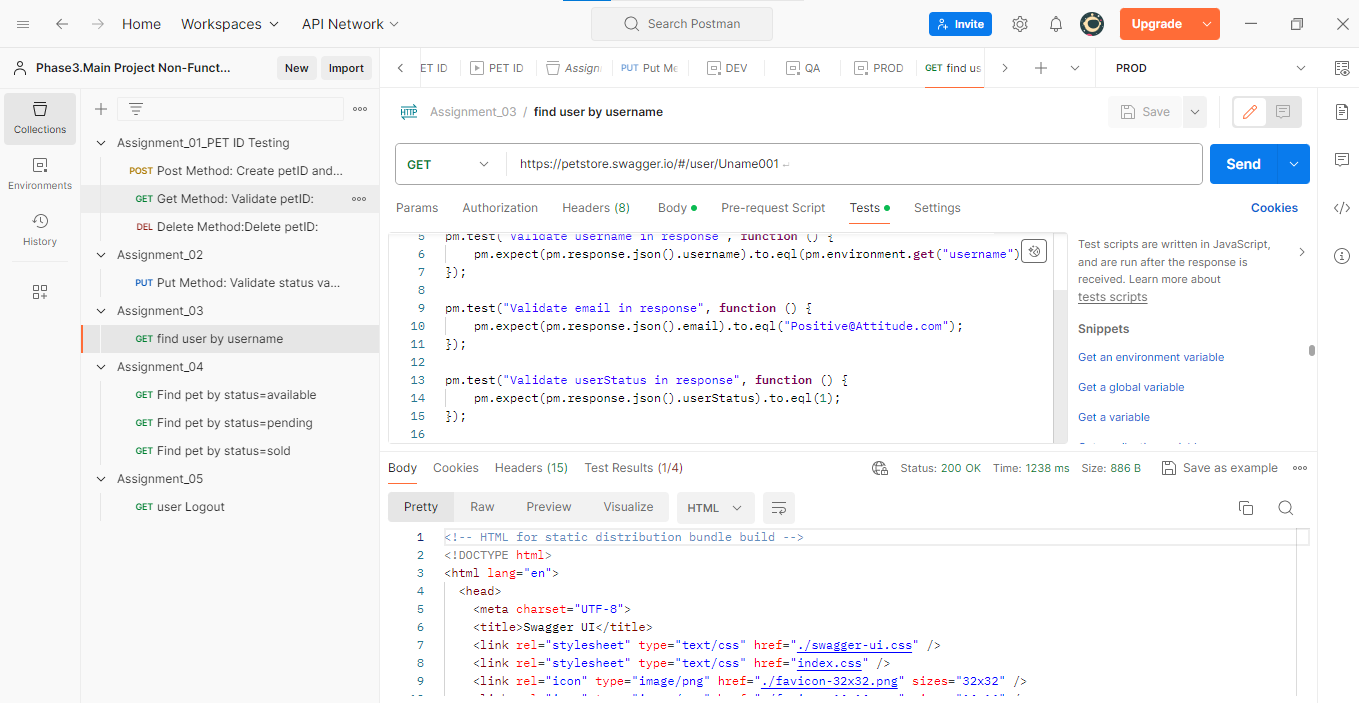 Home Workspaces API Network Search Postman Invite Upgrade
Phase3.Main Project Non-Funct... New Import
ET ID PET ID Assign PUT Put Me DEV QA PROD GET find us PROD
Collections
Environments
History
Assignment_01_PET ID Testing
POST Post Method: Create petID and...
GET Get Method: Validate petID:
DEL Delete Method:Delete petID:
Assignment_02
PUT Put Method: Validate status va...
Assignment_03
GET find user by username
Assignment_04
GET Find pet by status=available
GET Find pet by status=pending
GET Find pet by status=sold
Assignment_05
GET user Logout
HTTP Assignment_03 / find user by username Save
GET https://petstore.swagger.io/#/user/Uname001 Send
Params Authorization Headers (8) Body Pre-request Script Tests Settings Cookies
5 pm.test("Validate username in response", function () {
6 pm.expect(pm.response.json().username).to.eql(pm.environment.get("username")
7 });
8
9 pm.test("Validate email in response", function () {
10 pm.expect(pm.response.json().email).to.eql("Positive@Attitude.com");
11 });
12
13 pm.test("Validate userStatus in response", function () {
14 pm.expect(pm.response.json().userStatus).to.eql(1);
15 });
16
Test scripts are written in JavaScript,
and are run after the response is
received. Learn more about
tests scripts
Snippets
Get an environment variable
Get a global variable
Get a variable
Body Cookies Headers (15) Test Results (1/4) Status: 200 OK Time: 1238 ms Size: 886 B Save as example
Pretty Raw Preview Visualize HTML
1 <!-- HTML for static distribution bundle build -->
2 <!DOCTYPE html>
3 <html lang="en">
4 <head>
5 <meta charset="UTF-8">
6 <title>Swagger UI</title>
7 <link rel="stylesheet" type="text/css" href="./swagger-ui.css" />
8 <link rel="stylesheet" type="text/css" href="index.css" />
9 <link rel="icon" type="image/png" href="./favicon-32x32.png" sizes="32x32" />